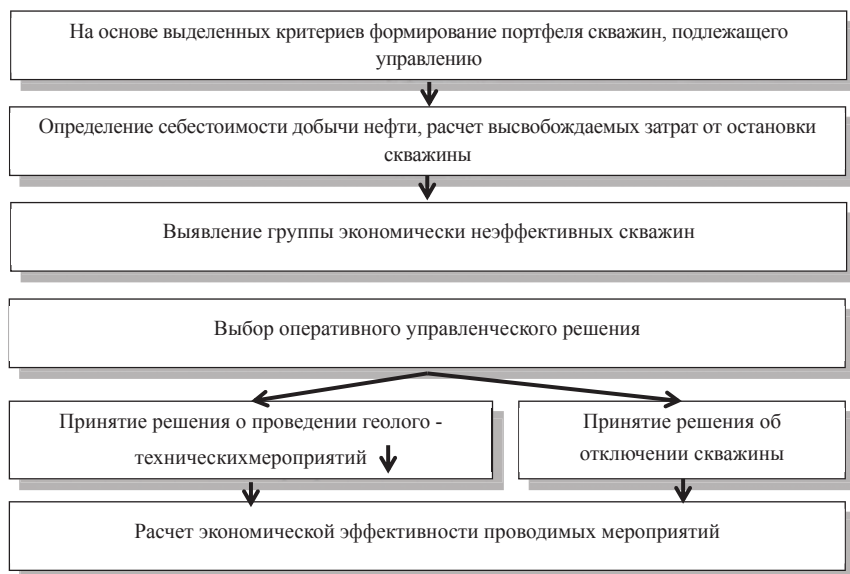 На основе выделенных критериев формирование портфеля скважин, подлежащего
управлению
Определение себестоимости добычи нефти, расчет высвобождаемых затрат от остановки
скважины
Выявление группы экономически неэффективных скважин
Выбор оперативного управленческого решения
Принятие решения о проведении геолого -
техническихмероприятий
Принятие решения об
отключении скважины
Расчет экономической эффективности проводимых мероприятий